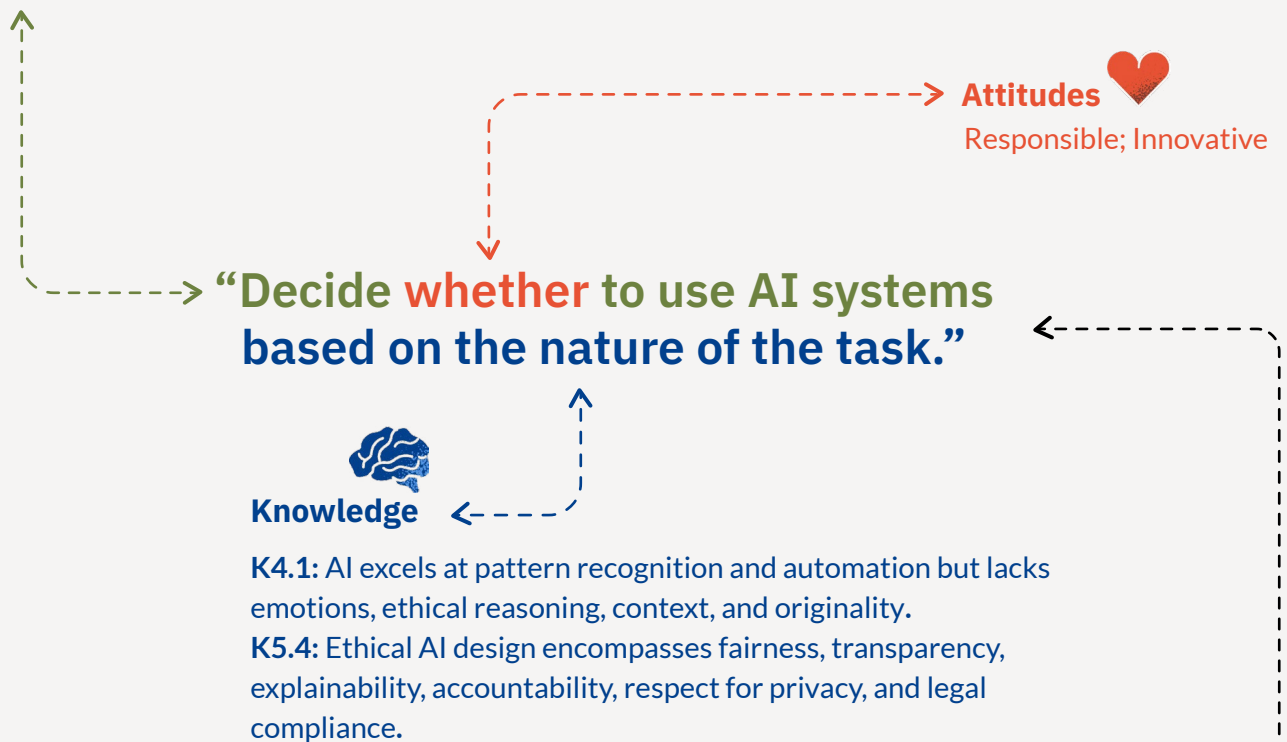 Attitudes
Responsible; Innovative
“Decide whether to use AI systems
based on the nature of the task.”
Knowledge
K4.1: AI excels at pattern recognition and automation but lacks
emotions, ethical reasoning, context, and originality.
K5.4: Ethical AI design encompasses fairness, transparency,
explainability, accountability, respect for privacy, and legal
compliance.